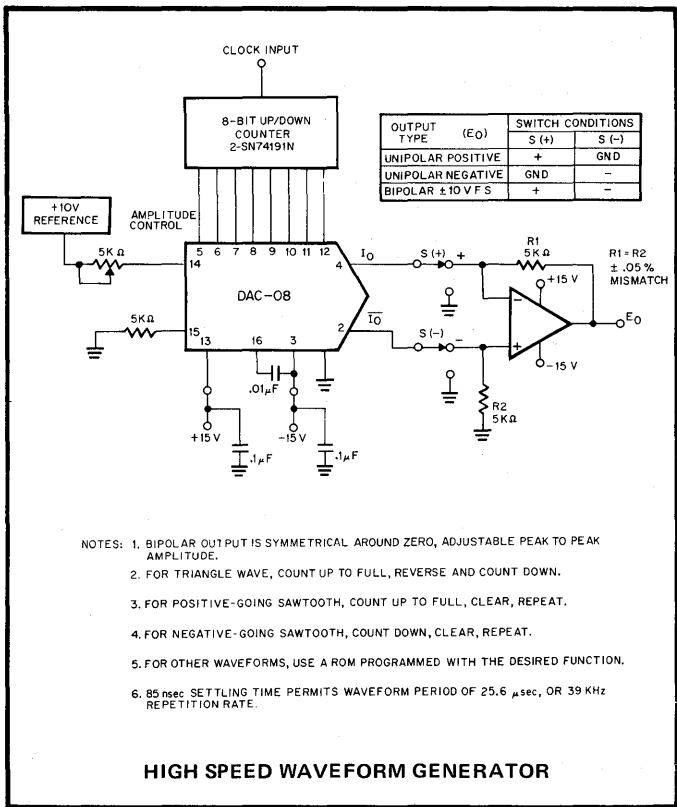 CLOCK INPUT
8-BIT UP/DOWN
COUNTER
2-SN74191N
OUTPUT TYPE (EO) SWITCH CONDITIONS
S (+) S (-)
UNIPOLAR POSITIVE + GND
UNIPOLAR NEGATIVE GND -
BIPOLAR ±10 V F S + -
+10V
REFERENCE
AMPLITUDE
CONTROL
5KΩ
5 6 7 8 9 10 11 12
14
DAC-08
4
IO
S (+)
+
R1
5KΩ
R1=R2
± .05%
MISMATCH
+15 V
-
+
EO
-15 V
5KΩ
15
2
I̅O̅
S (-)
-
R2
5KΩ
13
16
3
.01μF
+15 V
-15 V
.1μF
.1μF
NOTES: 1. BIPOLAR OUTPUT IS SYMMETRICAL AROUND ZERO, ADJUSTABLE PEAK TO PEAK
AMPLITUDE.
2. FOR TRIANGLE WAVE, COUNT UP TO FULL, REVERSE AND COUNT DOWN.
3. FOR POSITIVE-GOING SAWTOOTH, COUNT UP TO FULL, CLEAR, REPEAT.
4. FOR NEGATIVE-GOING SAWTOOTH, COUNT DOWN, CLEAR, REPEAT.
5. FOR OTHER WAVEFORMS, USE A ROM PROGRAMMED WITH THE DESIRED FUNCTION.
6. 85 nsec SETTLING TIME PERMITS WAVEFORM PERIOD OF 25.6 μsec, OR 39 KHz
REPETITION RATE.
HIGH SPEED WAVEFORM GENERATOR